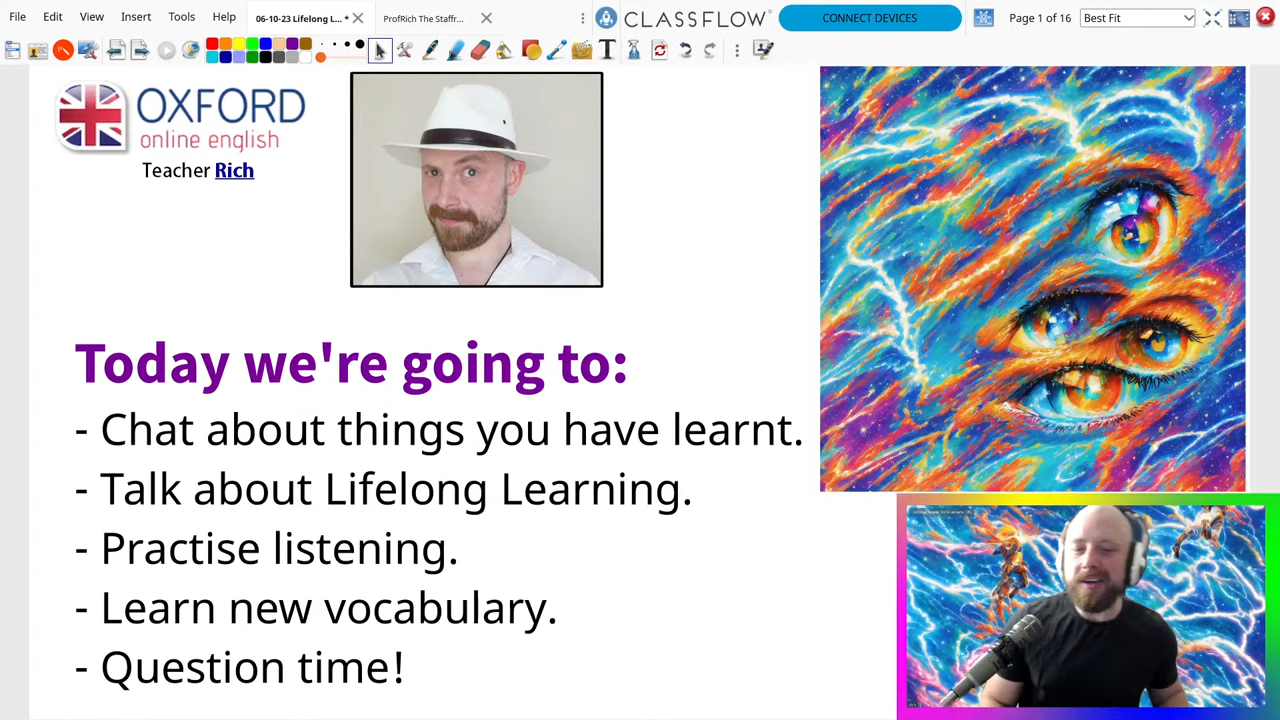 File Edit View Insert Tools Help
06-10-23 Lifelong L... *
ProfRich The Staffr...
CLASSFLOW
CONNECT DEVICES
Page 1 of 16
Best Fit
OXFORD
online english
Teacher Rich
Today we're going to:
- Chat about things you have learnt.
- Talk about Lifelong Learning.
- Practise listening.
- Learn new vocabulary.
- Question time!